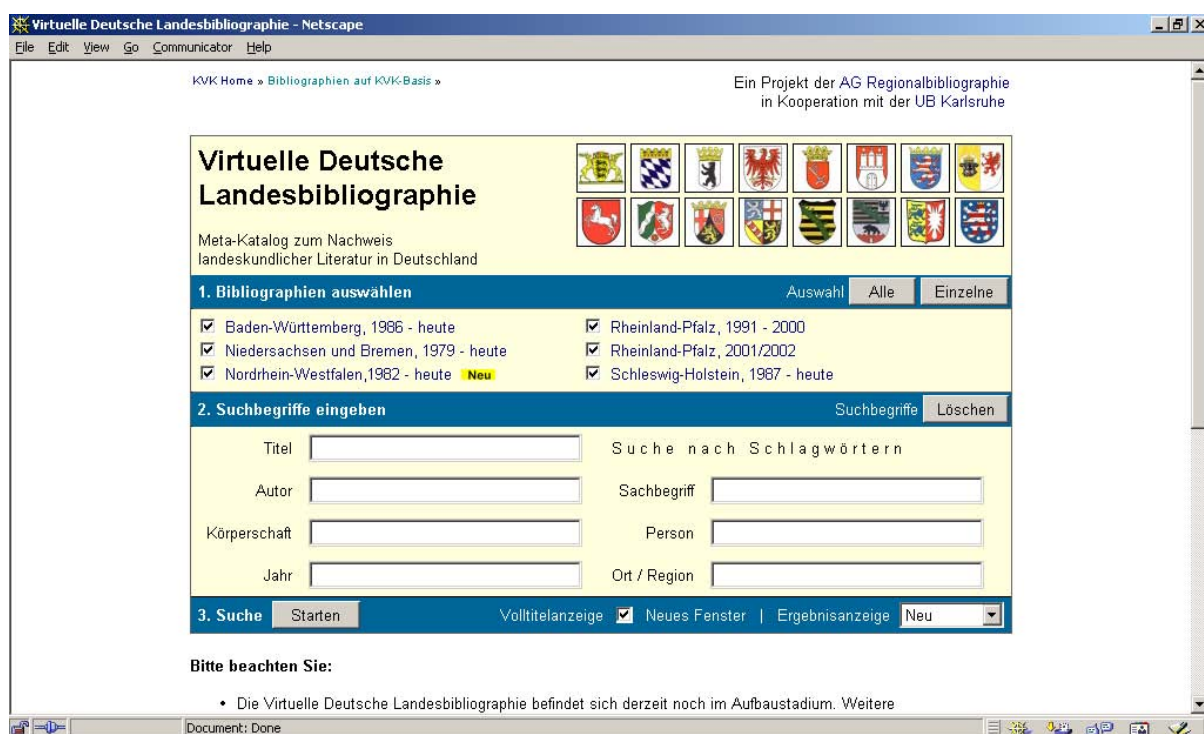 Virtuelle Deutsche Landesbibliographie - Netscape
File Edit View Go Communicator Help
KVK Home » Bibliographien auf KVK-Basis »
Ein Projekt der AG Regionalbibliographie
in Kooperation mit der UB Karlsruhe
Virtuelle Deutsche
Landesbibliographie
Meta-Katalog zum Nachweis
landeskundlicher Literatur in Deutschland
1. Bibliographien auswählen Auswahl Alle Einzelne
Baden-Württemberg, 1986 - heute Rheinland-Pfalz, 1991 - 2000
Niedersachsen und Bremen, 1979 - heute Rheinland-Pfalz, 2001/2002
Nordrhein-Westfalen,1982 - heute Neu Schleswig-Holstein, 1987 - heute
2. Suchbegriffe eingeben Suchbegriffe Löschen
Titel Suche nach Schlagwörtern
Autor Sachbegriff
Körperschaft Person
Jahr Ort / Region
3. Suche Starten Volltitelanzeige Neues Fenster | Ergebnisanzeige Neu
Bitte beachten Sie:
• Die Virtuelle Deutsche Landesbibliographie befindet sich derzeit noch im Aufbaustadium. Weitere
Document: Done